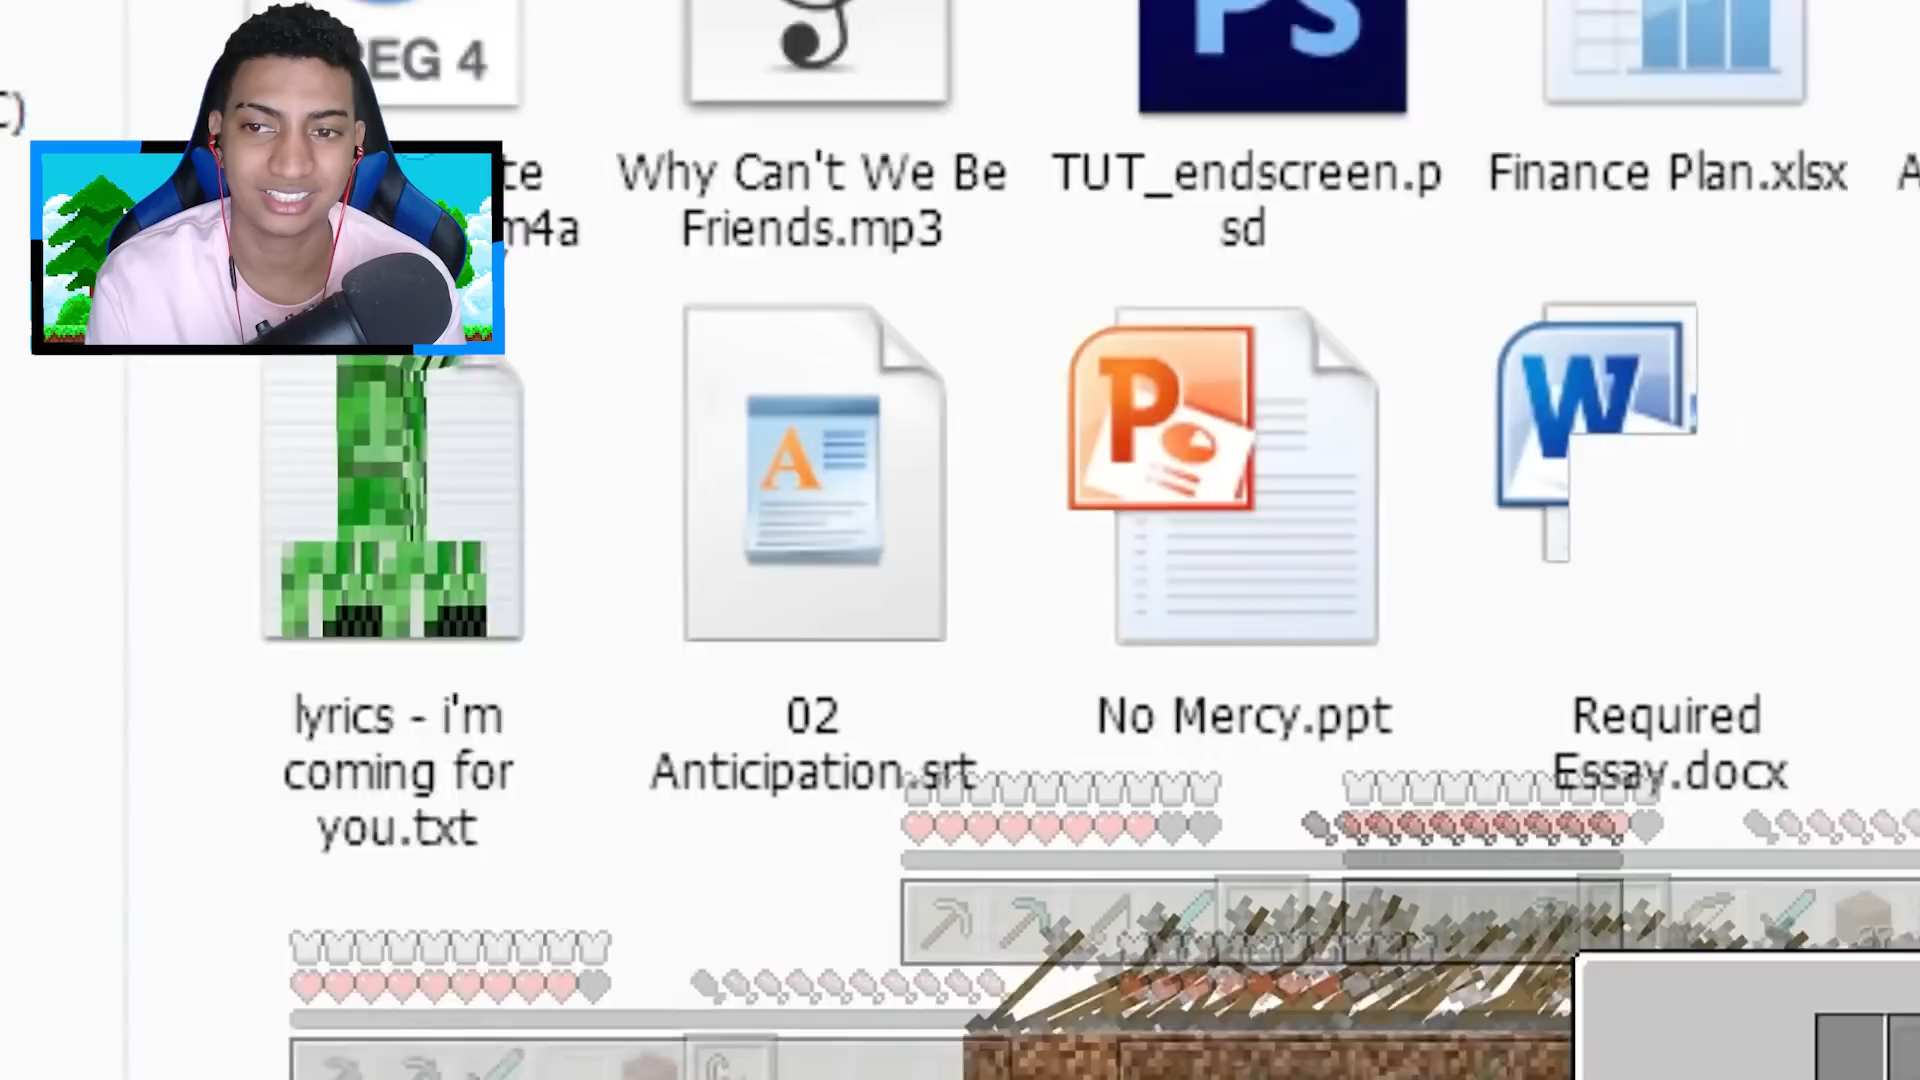 C)
EG 4
PS
te
m4a
Why Can't We Be
Friends.mp3
TUT_endscreen.p
sd
Finance Plan.xlsx
A
P
W
lyrics - i'm
coming for
you.txt
02
Anticipation.srt
No Mercy.ppt
Required
Essay.docx